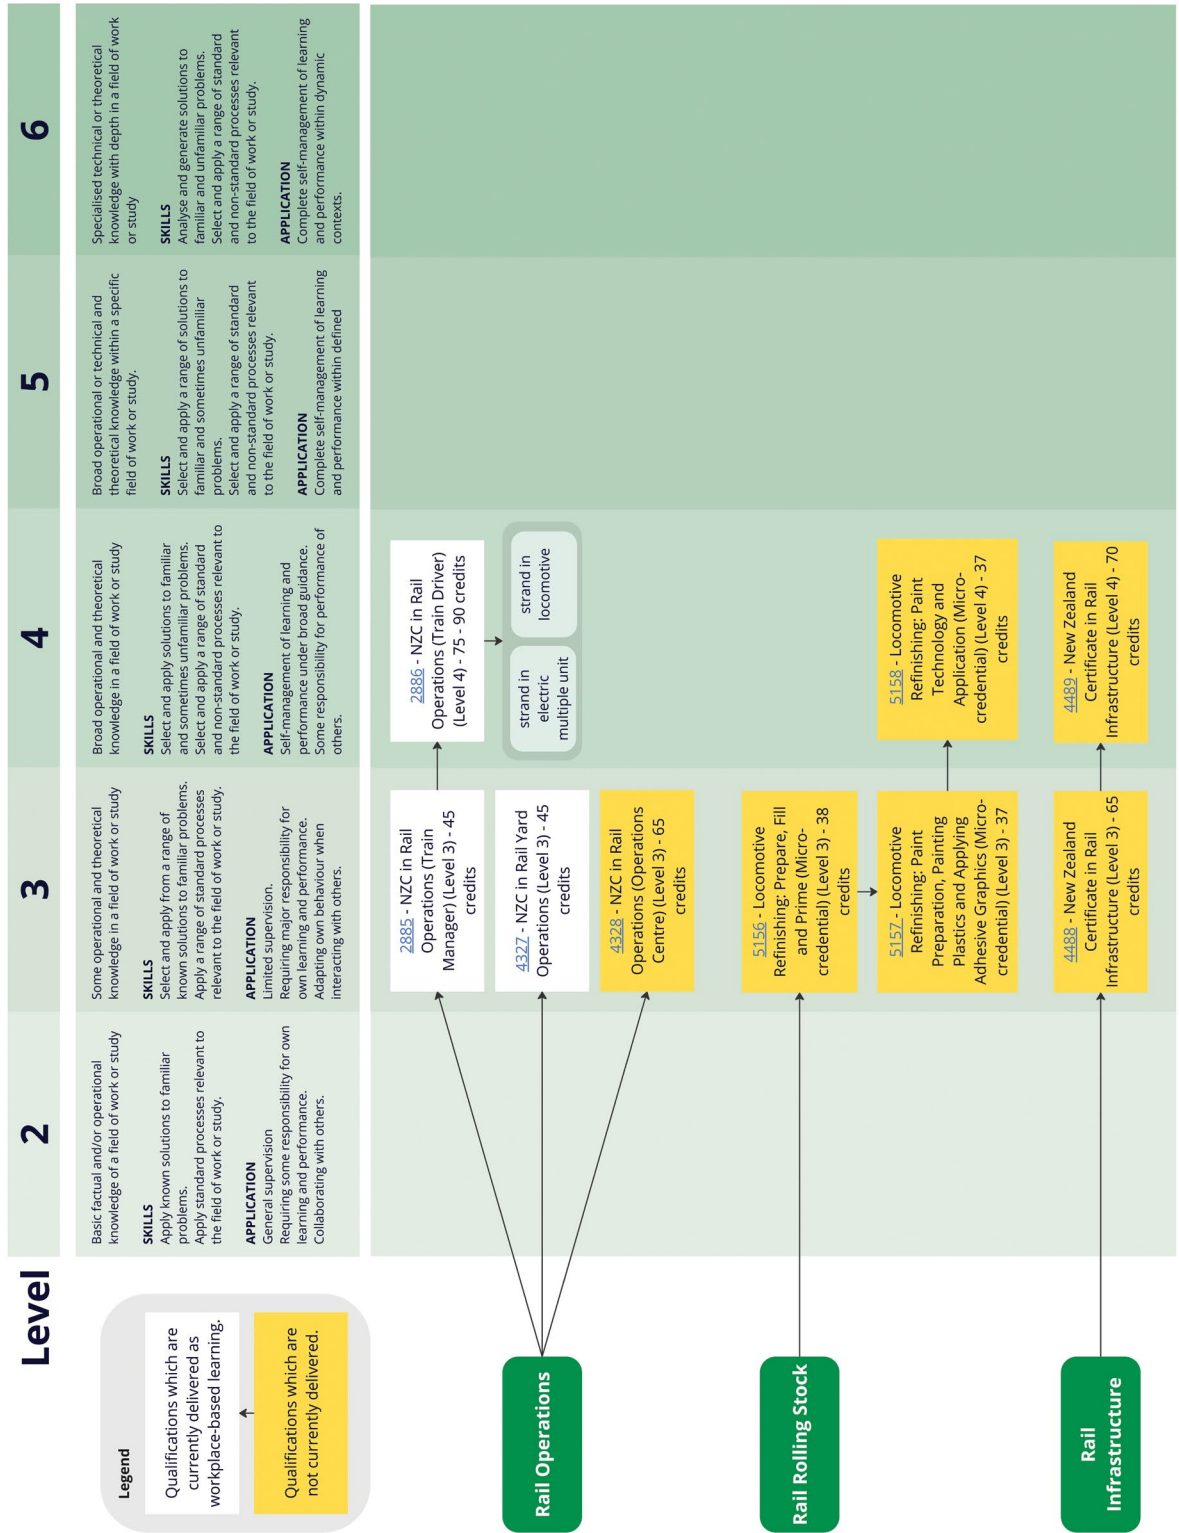 Level
2
3
4
5
6
Legend
Qualifications which are
currently delivered as
workplace-based learning.
Qualifications which are
not currently delivered.
Basic factual and/or operational
knowledge of a field of work or study
SKILLS
Apply known solutions to familiar
problems.
Apply standard processes relevant to
the field of work or study.
APPLICATION
General supervision
Requiring some responsibility for own
learning and performance.
Collaborating with others.
Some operational and theoretical
knowledge in a field of work or study
SKILLS
Select and apply from a range of
known solutions to familiar problems.
Apply a range of standard processes
relevant to the field of work or study.
APPLICATION
Limited supervision.
Requiring major responsibility for
own learning and performance.
Adapting own behaviour when
interacting with others.
Broad operational and theoretical
knowledge in a field of work or study
SKILLS
Select and apply solutions to familiar
and sometimes unfamiliar problems.
Select and apply a range of standard
and non-standard processes relevant to
the field of work or study.
APPLICATION
Self-management of learning and
performance under broad guidance.
Some responsibility for performance of
others.
Broad operational or technical and
theoretical knowledge within a specific
field of work or study.
SKILLS
Select and apply a range of solutions to
familiar and sometimes unfamiliar
problems.
Select and apply a range of standard
and non-standard processes relevant
to the field of work or study.
APPLICATION
Complete self-management of learning
and performance within defined
Specialised technical or theoretical
knowledge with depth in a field of work
or study
SKILLS
Analyse and generate solutions to
familiar and unfamiliar problems.
Select and apply a range of standard
and non-standard processes relevant
to the field of work or study.
APPLICATION
Complete self-management of learning
and performance within dynamic
contexts.
Rail Operations
2885 - NZC in Rail
Operations (Train
Manager) (Level 3) - 45
credits
2886 - NZC in Rail
Operations (Train Driver)
(Level 4) - 75 - 90 credits
strand in
electric
multiple unit
strand in
locomotive
4327 - NZC in Rail Yard
Operations (Level 3) - 45
credits
4328 - NZC in Rail
Operations (Operations
Centre) (Level 3) - 65
credits
Rail Rolling Stock
5156 - Locomotive
Refinishing: Prepare, Fill
and Prime (Micro-
credential) (Level 3) - 38
credits
5157 - Locomotive
Refinishing: Paint
Preparation, Painting
Plastics and Applying
Adhesive Graphics (Micro-
credential) (Level 3) - 37
credits
5158 - Locomotive
Refinishing: Paint
Technology and
Application (Micro-
credential) (Level 4) - 37
credits
Rail
Infrastructure
4488 - New Zealand
Certificate in Rail
Infrastructure (Level 3) - 65
credits
4489 - New Zealand
Certificate in Rail
Infrastructure (Level 4) - 70
credits